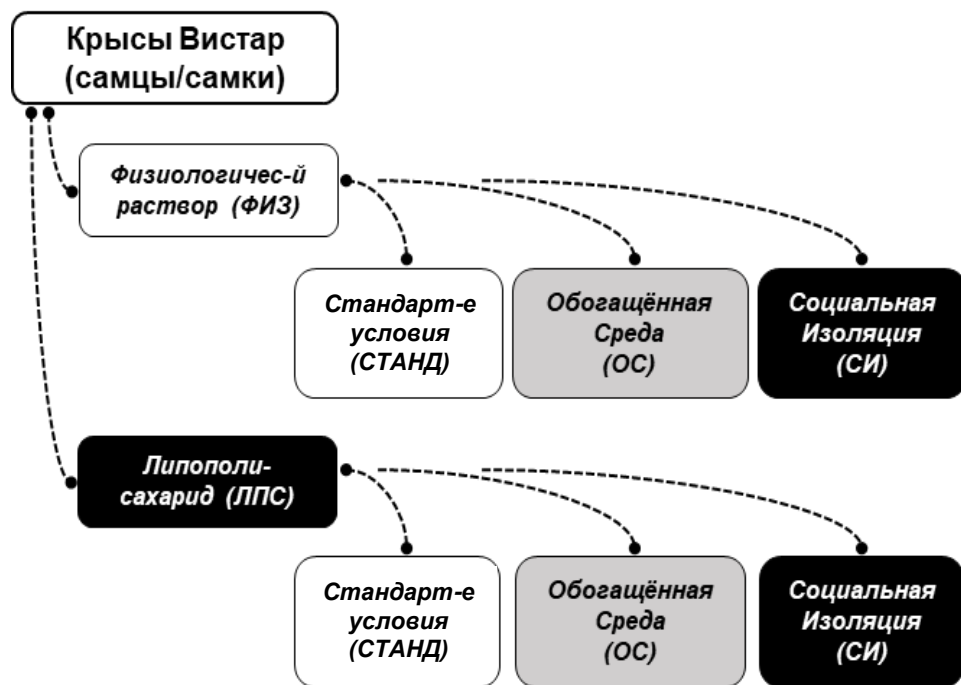 Крысы Вистар
(самцы/самки)
Физиологичес-й
раствор (ФИЗ)
Стандарт-е
условия
(СТАНД)
Обогащённая
Среда
(ОС)
Социальная
Изоляция
(СИ)
Липополи-
сахарид (ЛПС)
Стандарт-е
условия
(СТАНД)
Обогащённая
Среда
(ОС)
Социальная
Изоляция
(СИ)